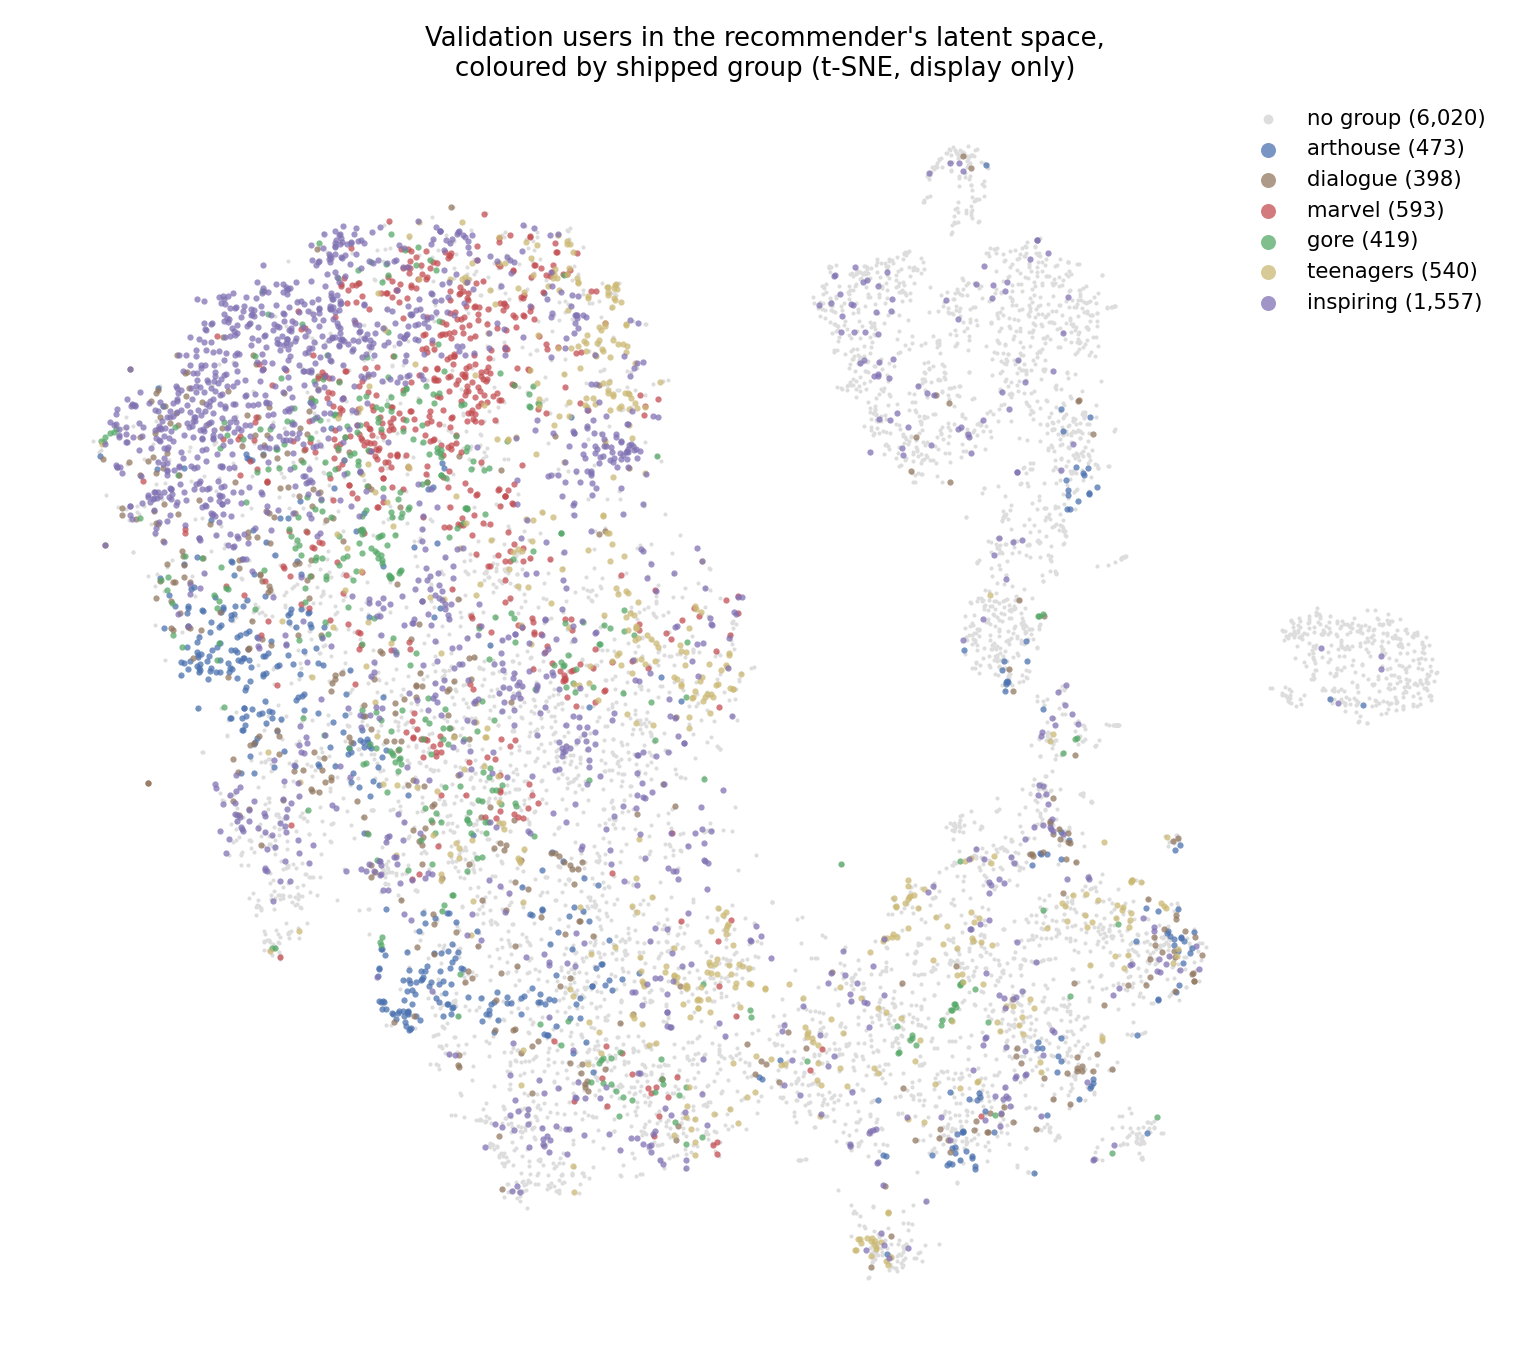 Validation users in the recommender's latent space,
coloured by shipped group (t-SNE, display only)
no group (6,020)
arthouse (473)
dialogue (398)
marvel (593)
gore (419)
teenagers (540)
inspiring (1,557)